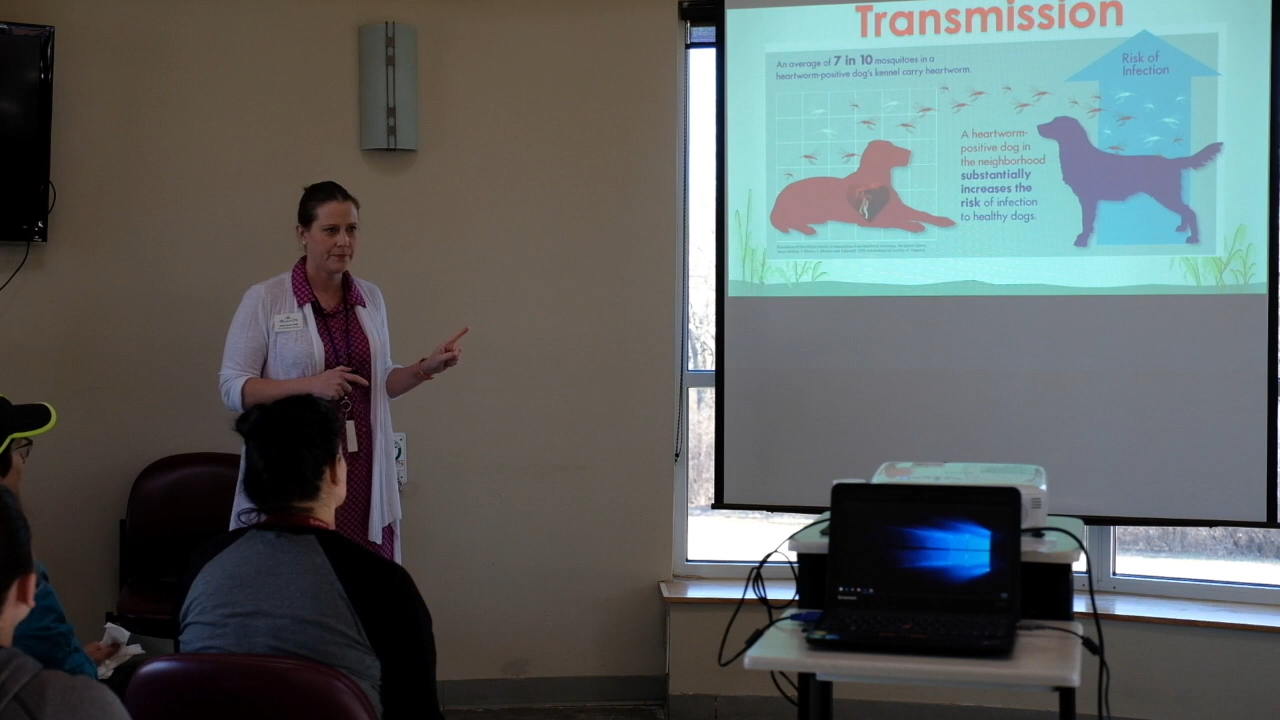 Transmission
An average of 7 in 10 mosquitoes in a
heartworm-positive dog's kennel carry heartworm.
Risk of
Infection
A heartworm-
positive dog in
the neighborhood
substantially
increases the
risk of infection
to healthy dogs.